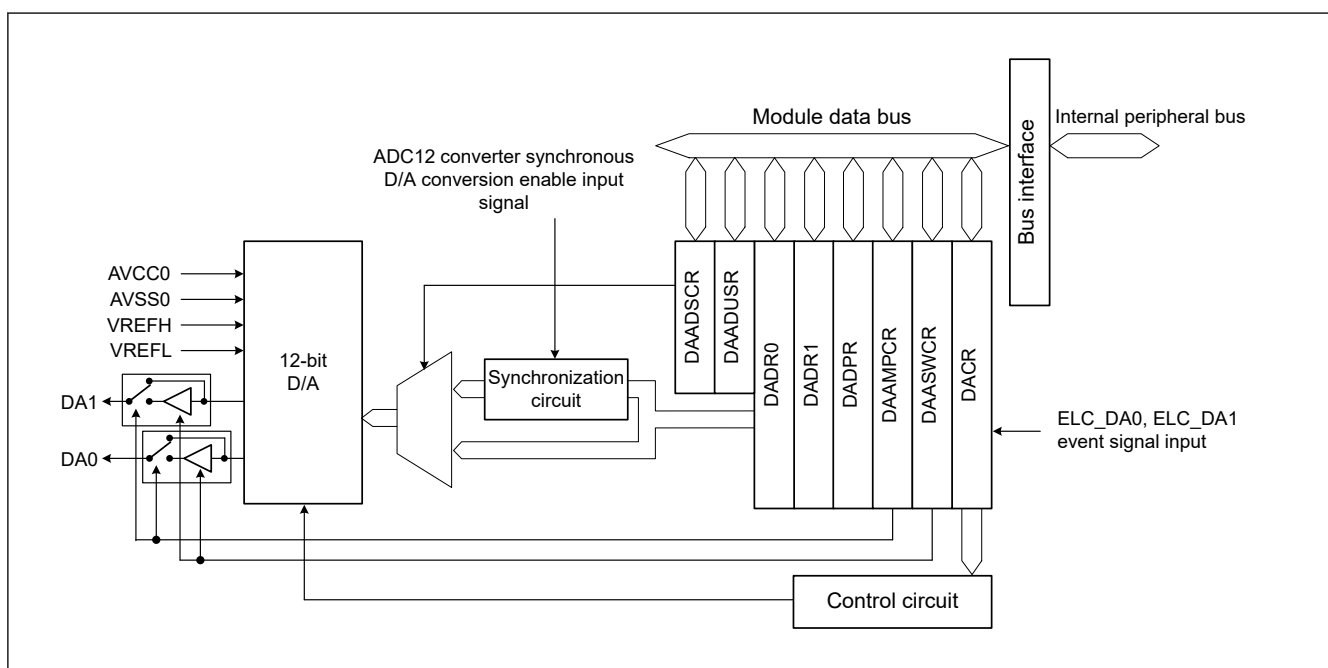 Module data bus
Internal peripheral bus
Bus interface
ADC12 converter synchronous
D/A conversion enable input
signal
AVCC0
AVSS0
VREFH
VREFL
DA1
DA0
12-bit
D/A
Synchronization
circuit
DAADSCR
DAADUSR
DADR0
DADR1
DADPR
DAAMPCR
DAASWCR
DACR
ELC_DA0, ELC_DA1
event signal input
Control circuit